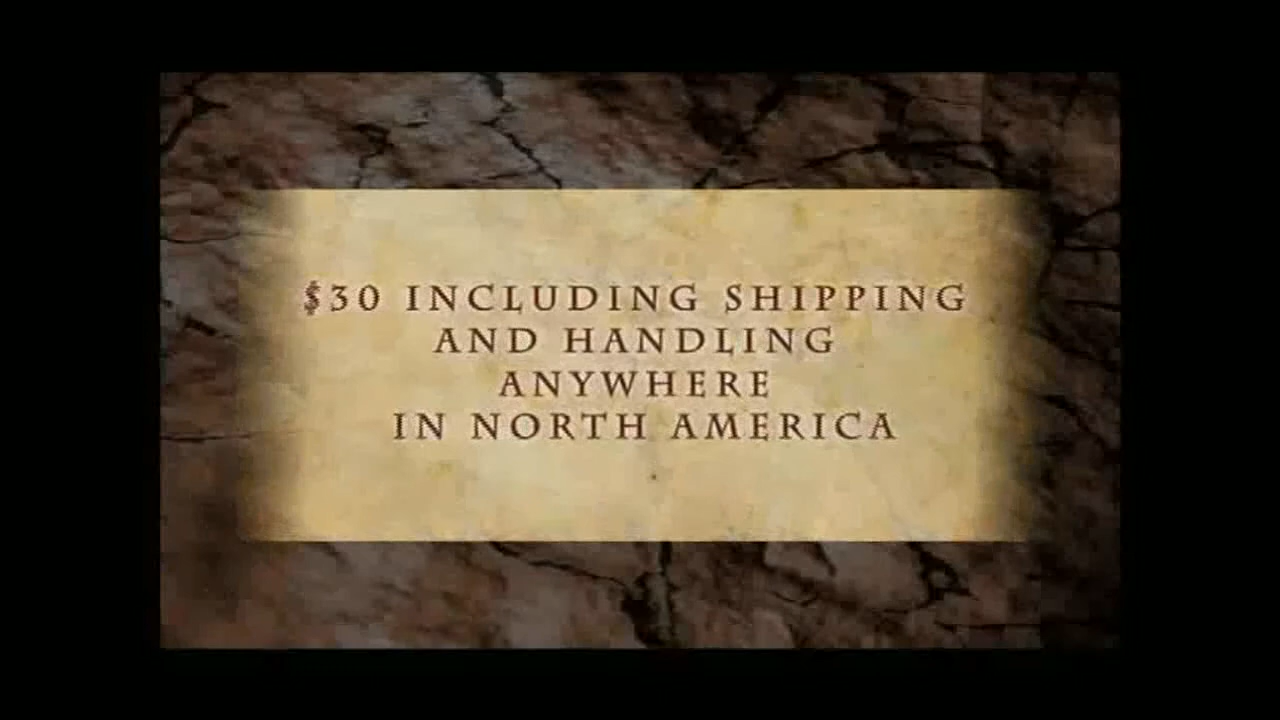 $30 INCLUDING SHIPPING
AND HANDLING
ANYWHERE
IN NORTH AMERICA